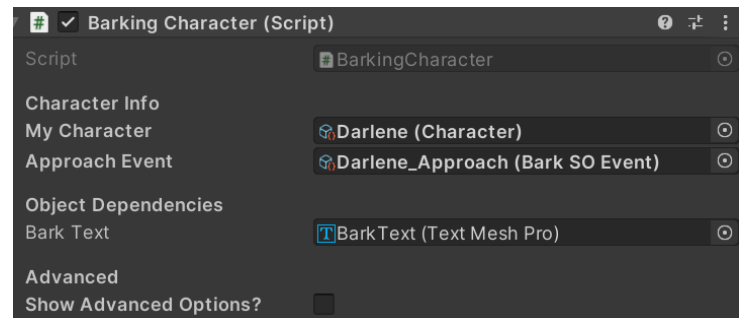 Barking Character (Script)
Script BarkingCharacter
Character Info
My Character Darlene (Character)
Approach Event Darlene_Approach (Bark SO Event)
Object Dependencies
Bark Text BarkText (Text Mesh Pro)
Advanced
Show Advanced Options?